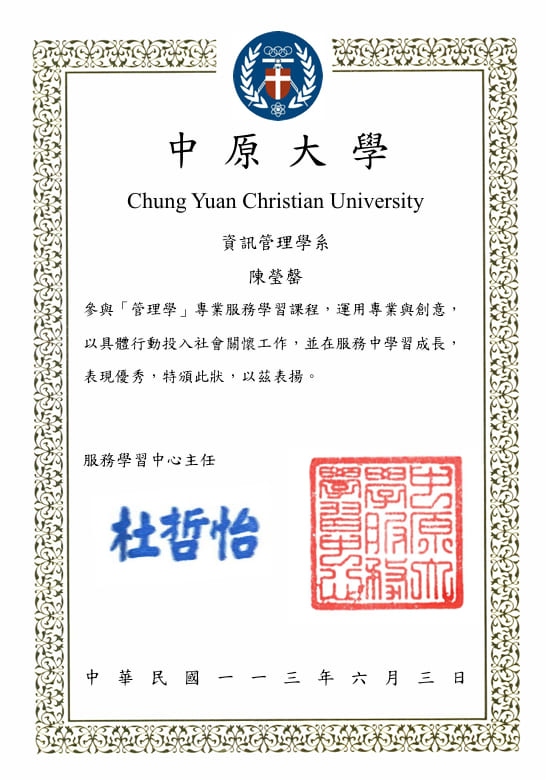 中原大學
Chung Yuan Christian University
資訊管理學系
陳瑩馨
參與「管理學」專業服務學習課程，運用專業與創意，
以具體行動投入社會關懷工作，並在服務中學習成長，
表現優秀，特頒此狀，以茲表揚。
服務學習中心主任
杜哲怡
中原大
學服務
學習中心
中華民國一一三年六月三日